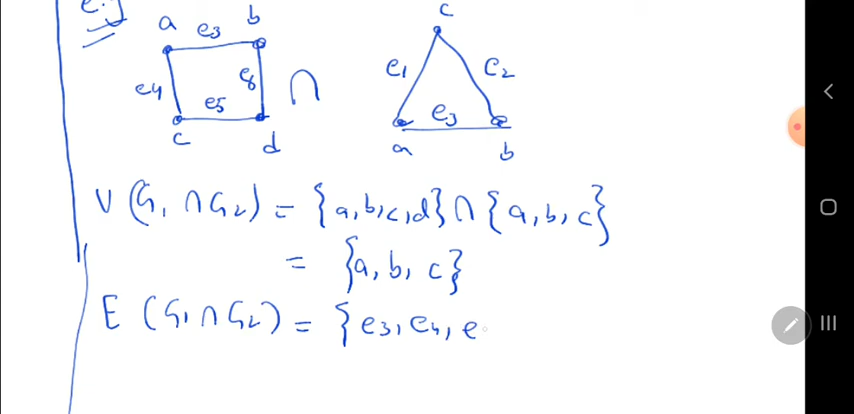 e.g
a e3 b
e4 e8
e5
c d
∩
c
e1 e2
e3
a b
V (G1 ∩ G2) = {a, b, c, d} ∩ {a, b, c}
= {a, b, c}
E (G1 ∩ G2) = {e3, e4, e